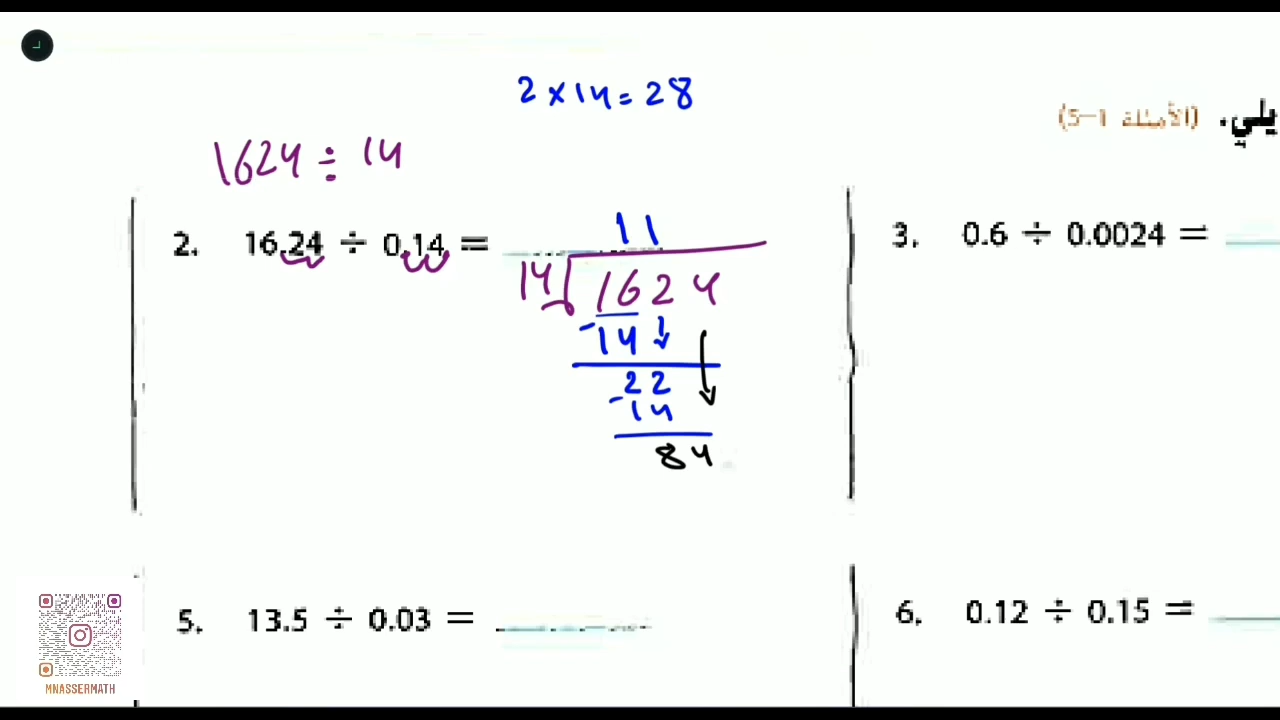 2 × 14 = 28
يلي. (الأمثلة 1-5)
1624 ÷ 14
2. 16.24 ÷ 0.14 =
11
14 1624
-14
22
-14
84
3. 0.6 ÷ 0.0024 =
5. 13.5 ÷ 0.03 =
6. 0.12 ÷ 0.15 =
MNASSERMATH